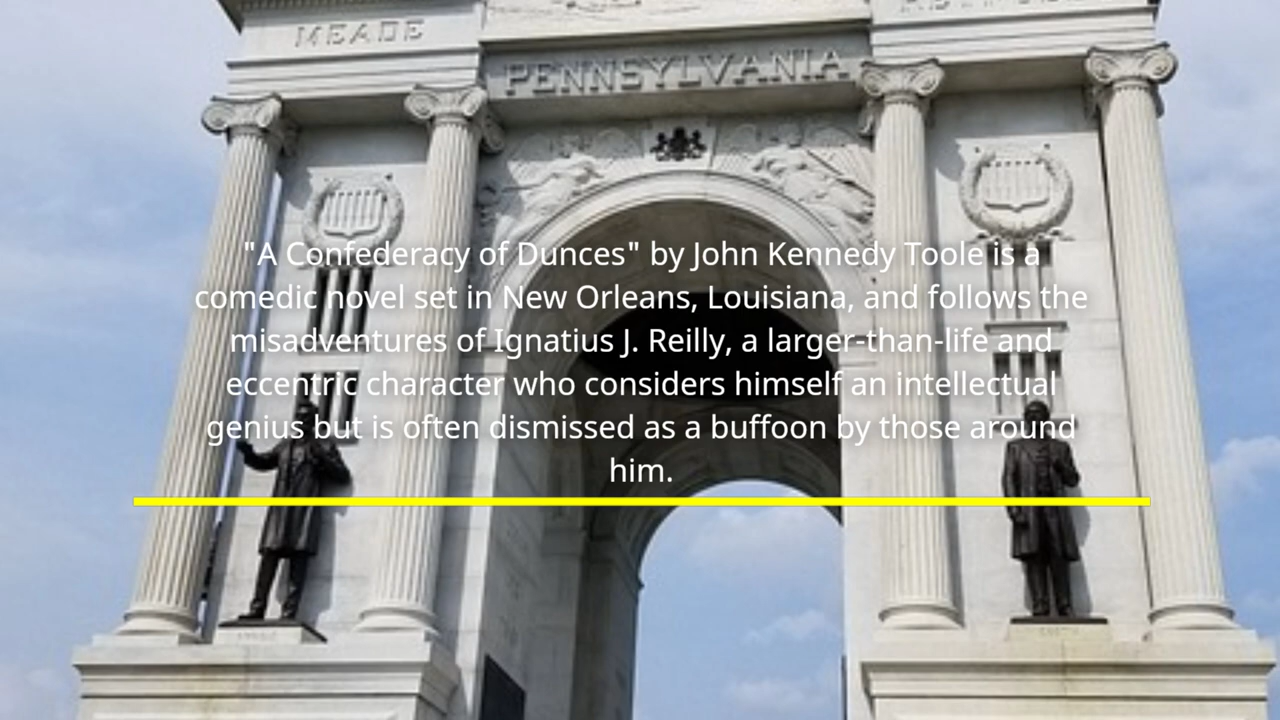 MEADE
PENNSYLVANIA
"A Confederacy of Dunces" by John Kennedy Toole is a
comedic novel set in New Orleans, Louisiana, and follows the
misadventures of Ignatius J. Reilly, a larger-than-life and
eccentric character who considers himself an intellectual
genius but is often dismissed as a buffoon by those around
him.